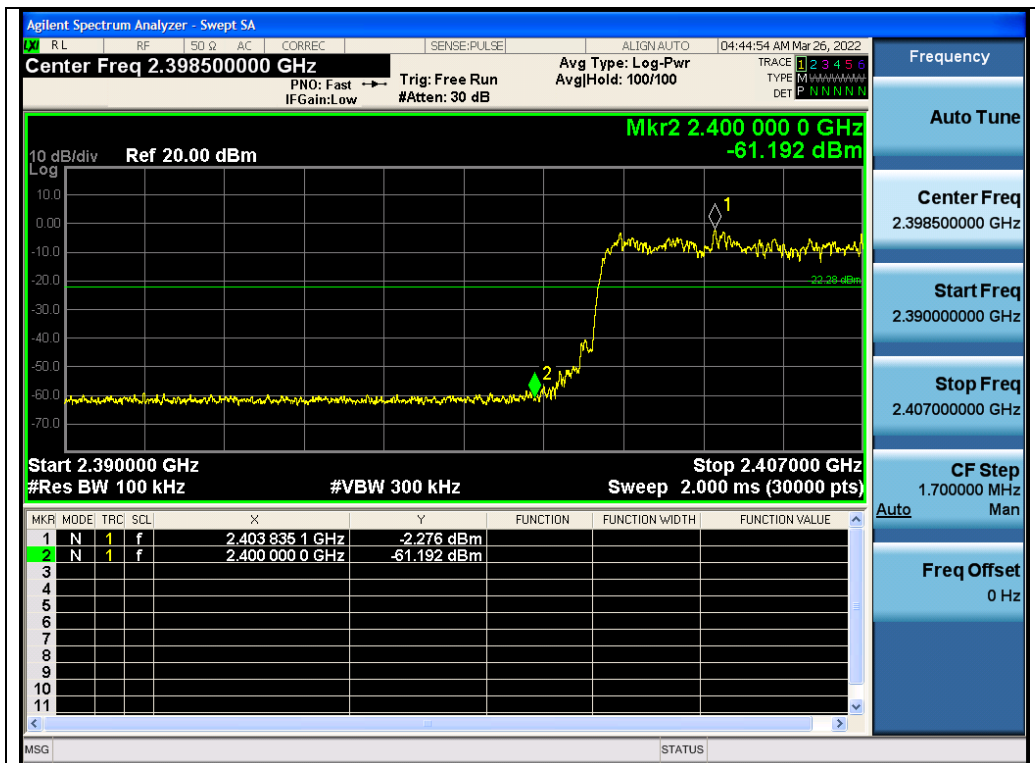 Agilent Spectrum Analyzer - Swept SA
LXI RL RF 50 Ω AC CORREC SENSE:PULSE ALIGN AUTO 04:44:54 AM Mar 26, 2022
Center Freq 2.398500000 GHz
PNO: Fast
IFGain:Low
Trig: Free Run
#Atten: 30 dB
Avg Type: Log-Pwr
Avg|Hold: 100/100
TRACE 1 2 3 4 5 6
TYPE M WWWWW
DET P N N N N N
Mkr2 2.400 000 0 GHz
-61.192 dBm
10 dB/div Ref 20.00 dBm
Log
10.0
0.00
-10.0
-20.0
-30.0
-40.0
-50.0
-60.0
-70.0
1
-22.28 dBm
2
Start 2.390000 GHz Stop 2.407000 GHz
#Res BW 100 kHz #VBW 300 kHz Sweep 2.000 ms (30000 pts)
MKR MODE TRC SCL X Y FUNCTION FUNCTION WIDTH FUNCTION VALUE
1 N 1 f 2.403 835 1 GHz -2.276 dBm
2 N 1 f 2.400 000 0 GHz -61.192 dBm
3
4
5
6
7
8
9
10
11
MSG STATUS
Frequency
Auto Tune
Center Freq
2.398500000 GHz
Start Freq
2.390000000 GHz
Stop Freq
2.407000000 GHz
CF Step
1.700000 MHz
Auto Man
Freq Offset
0 Hz